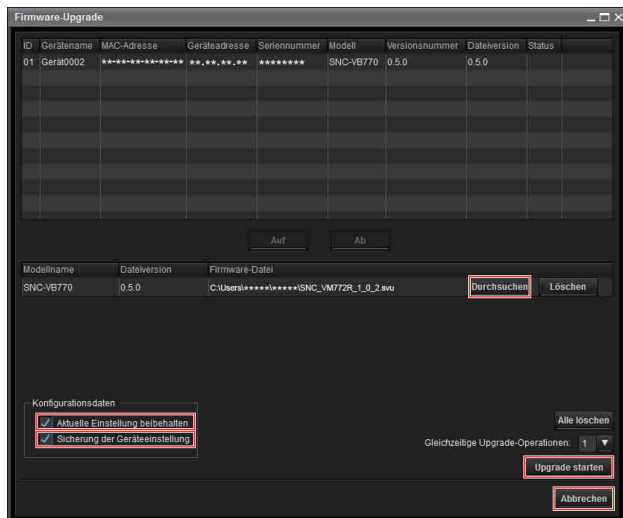 Firmware-Upgrade
ID Gerätename MAC-Adresse Geräteadresse Seriennummer Modell Versionsnummer Dateiversion Status
01 Gerät0002 **-**-**-**-**-** **.**.**.** ******** SNC-VB770 0.5.0 0.5.0
Auf Ab
Modellname Dateiversion Firmware-Datei
SNC-VB770 0.5.0 C:\Users\*****\*****\SNC_VM772R_1_0_2.svu Durchsuchen Löschen
Konfigurationsdaten
Aktuelle Einstellung beibehalten
Alle löschen
Sicherung der Geräteeinstellung
Gleichzeitige Upgrade-Operationen: 1
Upgrade starten
Abbrechen